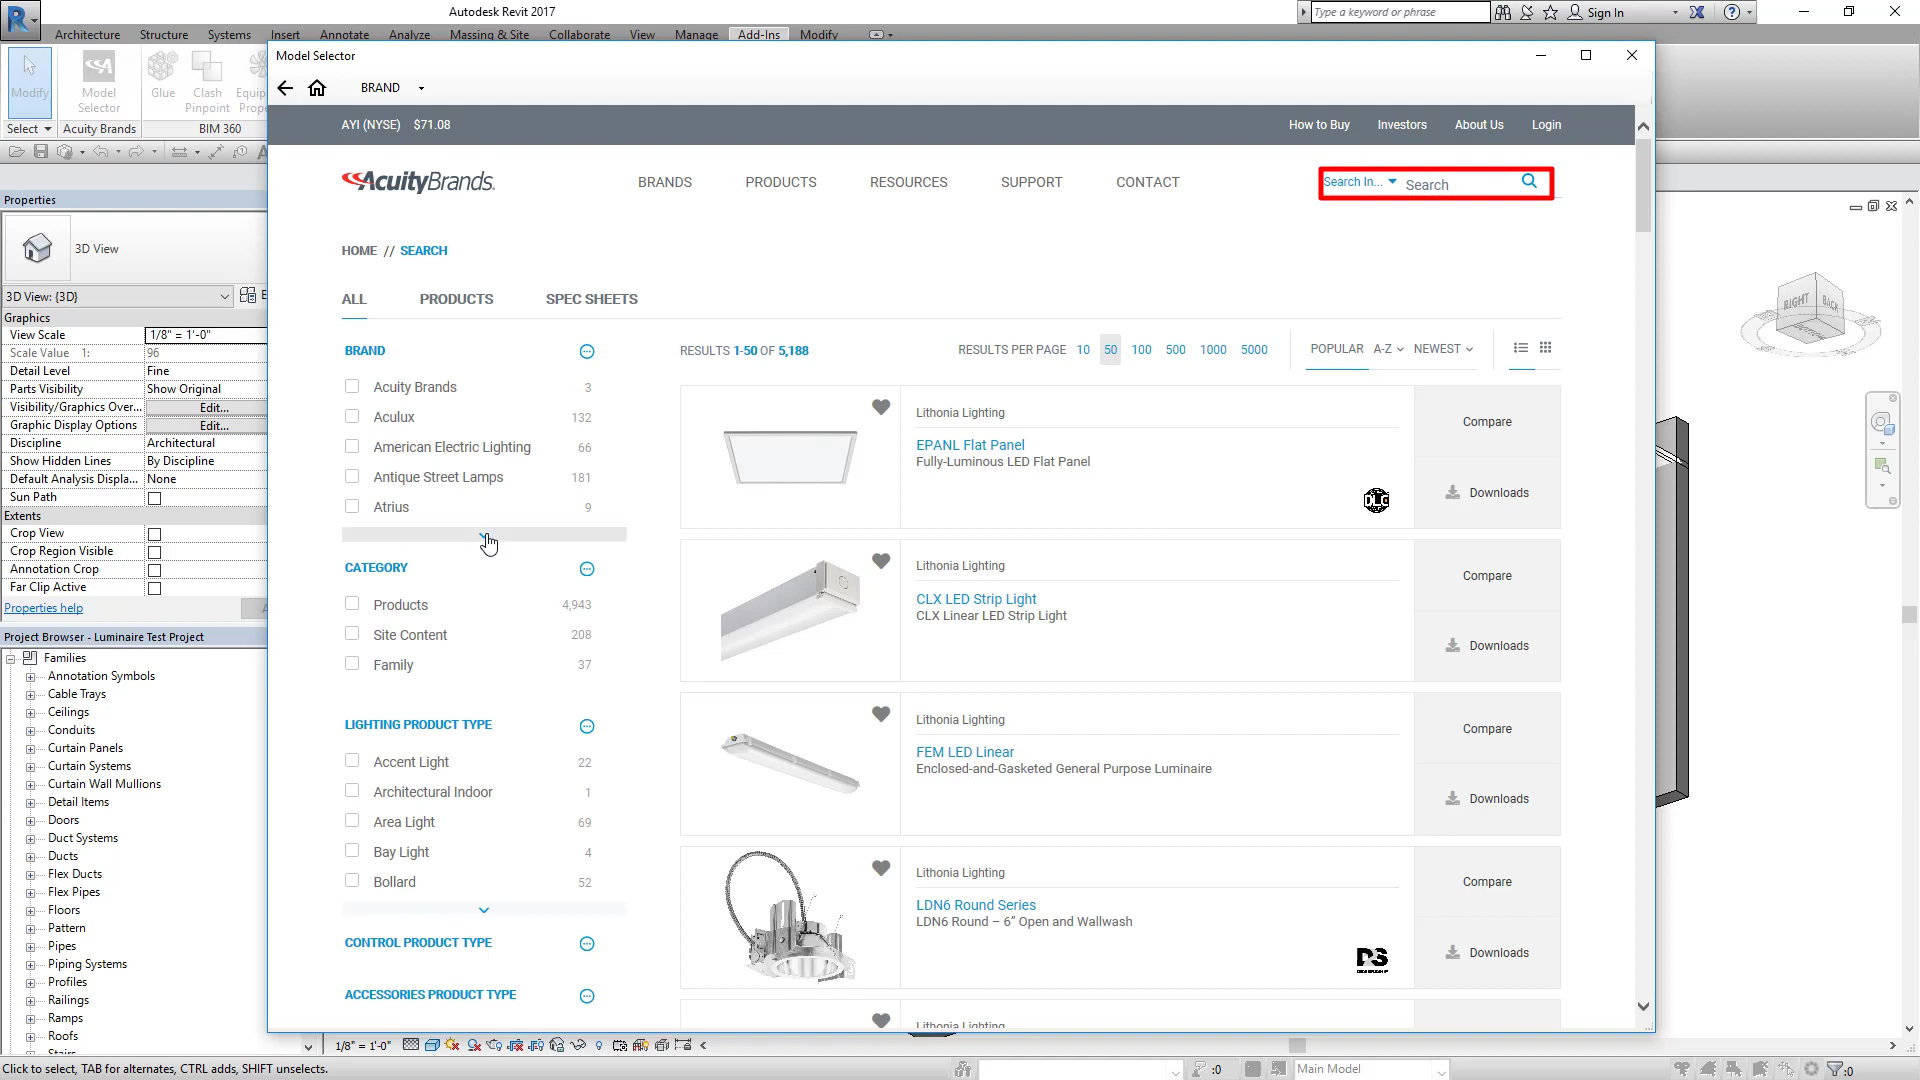 Autodesk Revit 2017
Type a keyword or phrase
Sign In
Architecture Structure Systems Insert Annotate Analyze Massing & Site Collaborate View Manage Add-Ins Modify
Modify
Model Selector
Glue
Clash Pinpoint
Select
Acuity Brands
BIM 360
Model Selector
BRAND
AYI (NYSE) $71.08
How to Buy Investors About Us Login
AcuityBrands.
BRANDS PRODUCTS RESOURCES SUPPORT CONTACT
Search In... Search
HOME // SEARCH
ALL PRODUCTS SPEC SHEETS
BRAND
Acuity Brands 3
Aculux 132
American Electric Lighting 66
Antique Street Lamps 181
Atrius 9
CATEGORY
Products 4,943
Site Content 208
Family 37
LIGHTING PRODUCT TYPE
Accent Light 22
Architectural Indoor 1
Area Light 69
Bay Light 4
Bollard 52
CONTROL PRODUCT TYPE
ACCESSORIES PRODUCT TYPE
RESULTS 1-50 OF 5,188
RESULTS PER PAGE 10 50 100 500 1000 5000
POPULAR A-Z NEWEST
Lithonia Lighting
EPANL Flat Panel
Fully-Luminous LED Flat Panel
DLC
Compare
Downloads
Lithonia Lighting
CLX LED Strip Light
CLX Linear LED Strip Light
Compare
Downloads
Lithonia Lighting
FEM LED Linear
Enclosed-and-Gasketed General Purpose Luminaire
Compare
Downloads
Lithonia Lighting
LDN6 Round Series
LDN6 Round – 6” Open and Wallwash
DS
Compare
Downloads
Lithonia Lighting
Properties
3D View
3D View: {3D}
Graphics
View Scale 1/8" = 1'-0"
Scale Value 1: 96
Detail Level Fine
Parts Visibility Show Original
Visibility/Graphics Over... Edit...
Graphic Display Options Edit...
Discipline Architectural
Show Hidden Lines By Discipline
Default Analysis Displa... None
Sun Path
Extents
Crop View
Crop Region Visible
Annotation Crop
Far Clip Active
Properties help
Project Browser - Luminaire Test Project
Families
Annotation Symbols
Cable Trays
Ceilings
Conduits
Curtain Panels
Curtain Systems
Curtain Wall Mullions
Detail Items
Doors
Duct Systems
Ducts
Flex Ducts
Flex Pipes
Floors
Pattern
Pipes
Piping Systems
Profiles
Railings
Ramps
Roofs
Stairs
RIGHT BACK
1/8" = 1'-0"
Click to select, TAB for alternates, CTRL adds, SHIFT unselects.
:0
Main Model
:0